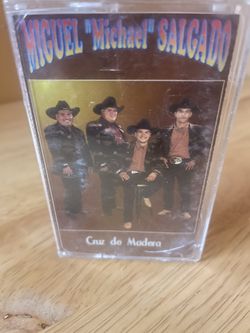 MIGUEL "Michael" SALGADO
Cruz de Madera